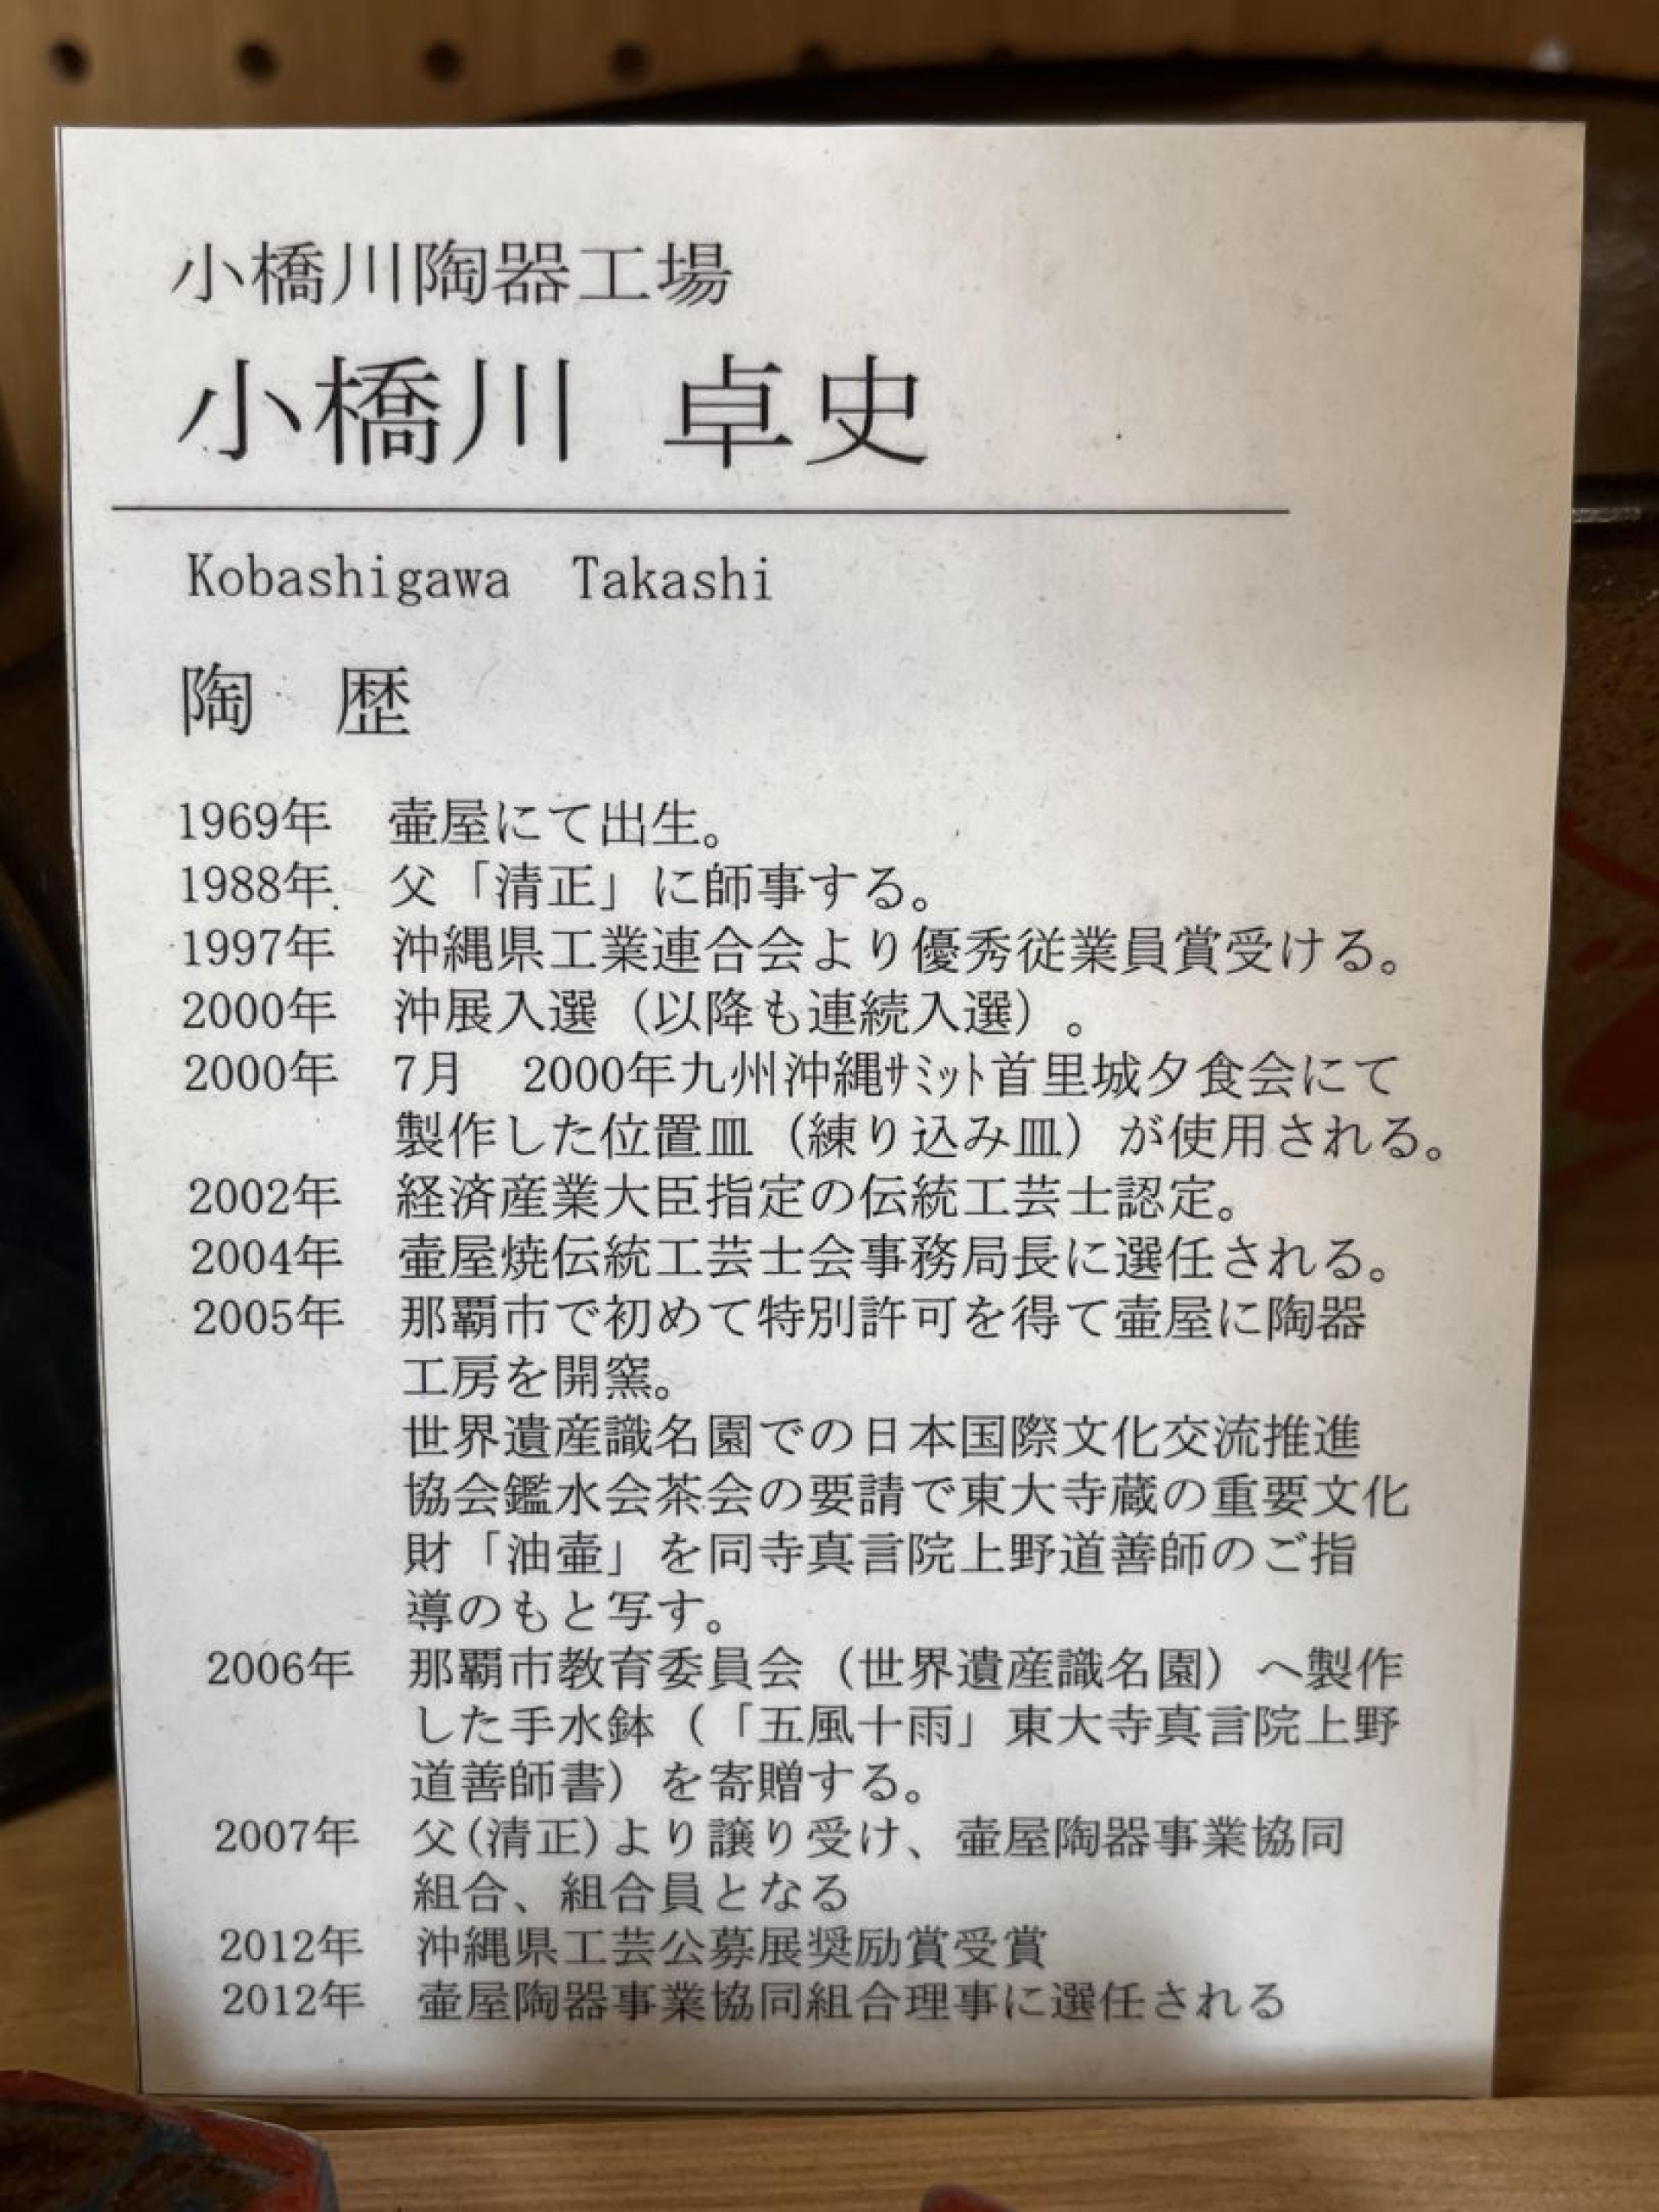 小橋川陶器工場
小橋川　卓史
Kobashigawa　Takashi
陶　歴
1969年　壷屋にて出生。
1988年　父「清正」に師事する。
1997年　沖縄県工業連合会より優秀従業員賞受ける。
2000年　沖展入選（以降も連続入選）。
2000年　7月　2000年九州沖縄ｻﾐｯﾄ首里城夕食会にて
製作した位置皿（練り込み皿）が使用される。
2002年　経済産業大臣指定の伝統工芸士認定。
2004年　壷屋焼伝統工芸士会事務局長に選任される。
2005年　那覇市で初めて特別許可を得て壷屋に陶器
工房を開窯。
世界遺産識名園での日本国際文化交流推進
協会鑑水会茶会の要請で東大寺蔵の重要文化
財「油壷」を同寺真言院上野道善師のご指
導のもと写す。
2006年　那覇市教育委員会（世界遺産識名園）へ製作
した手水鉢（「五風十雨」東大寺真言院上野
道善師書）を寄贈する。
2007年　父(清正)より譲り受け、壷屋陶器事業協同
組合、組合員となる
2012年　沖縄県工芸公募展奨励賞受賞
2012年　壷屋陶器事業協同組合理事に選任される